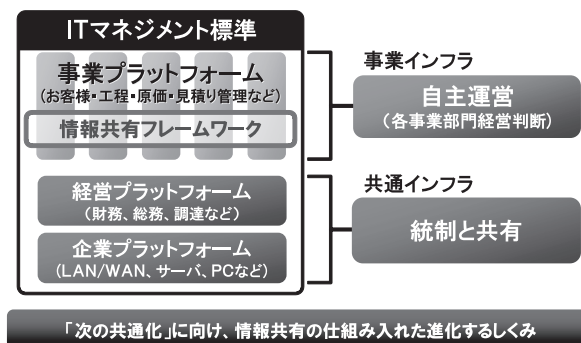 ITマネジメント標準
事業プラットフォーム
(お客様・工程・原価・見積り管理など)
情報共有フレームワーク
経営プラットフォーム
(財務、総務、調達など)
企業プラットフォーム
(LAN/WAN、サーバ、PCなど)
事業インフラ
自主運営
(各事業部門経営判断)
共通インフラ
統制と共有
「次の共通化」に向け、情報共有の仕組み入れた進化するしくみ